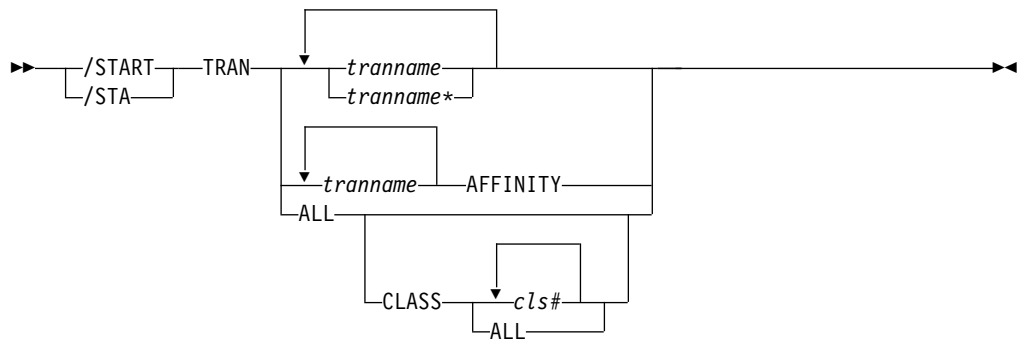 /START TRAN tranname
/STA tranname*
tranname AFFINITY
ALL
CLASS cls#
ALL